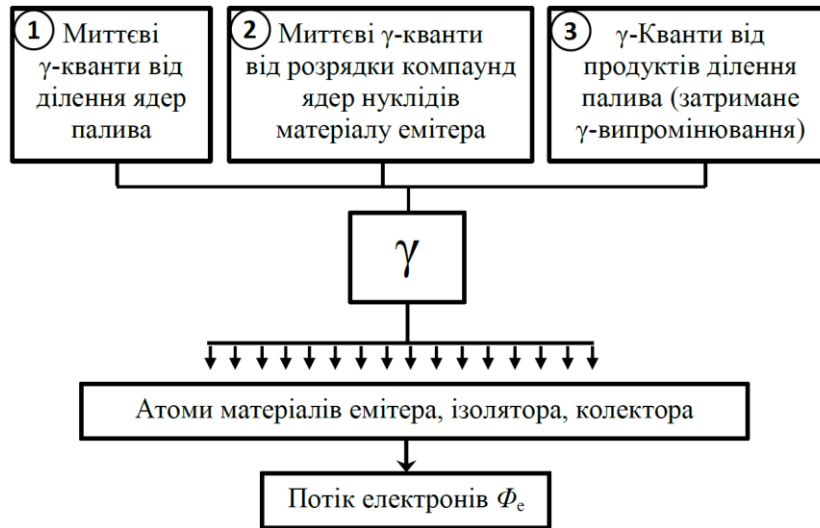 1 Миттєві
γ-кванти від
ділення ядер
палива
2 Миттєві γ-кванти
від розрядки компаунд
ядер нуклідів
матеріалу емітера
3 γ-Кванти від
продуктів ділення
палива (затримане
γ-випромінювання)
γ
Атоми матеріалів емітера, ізолятора, колектора
Потік електронів Фe